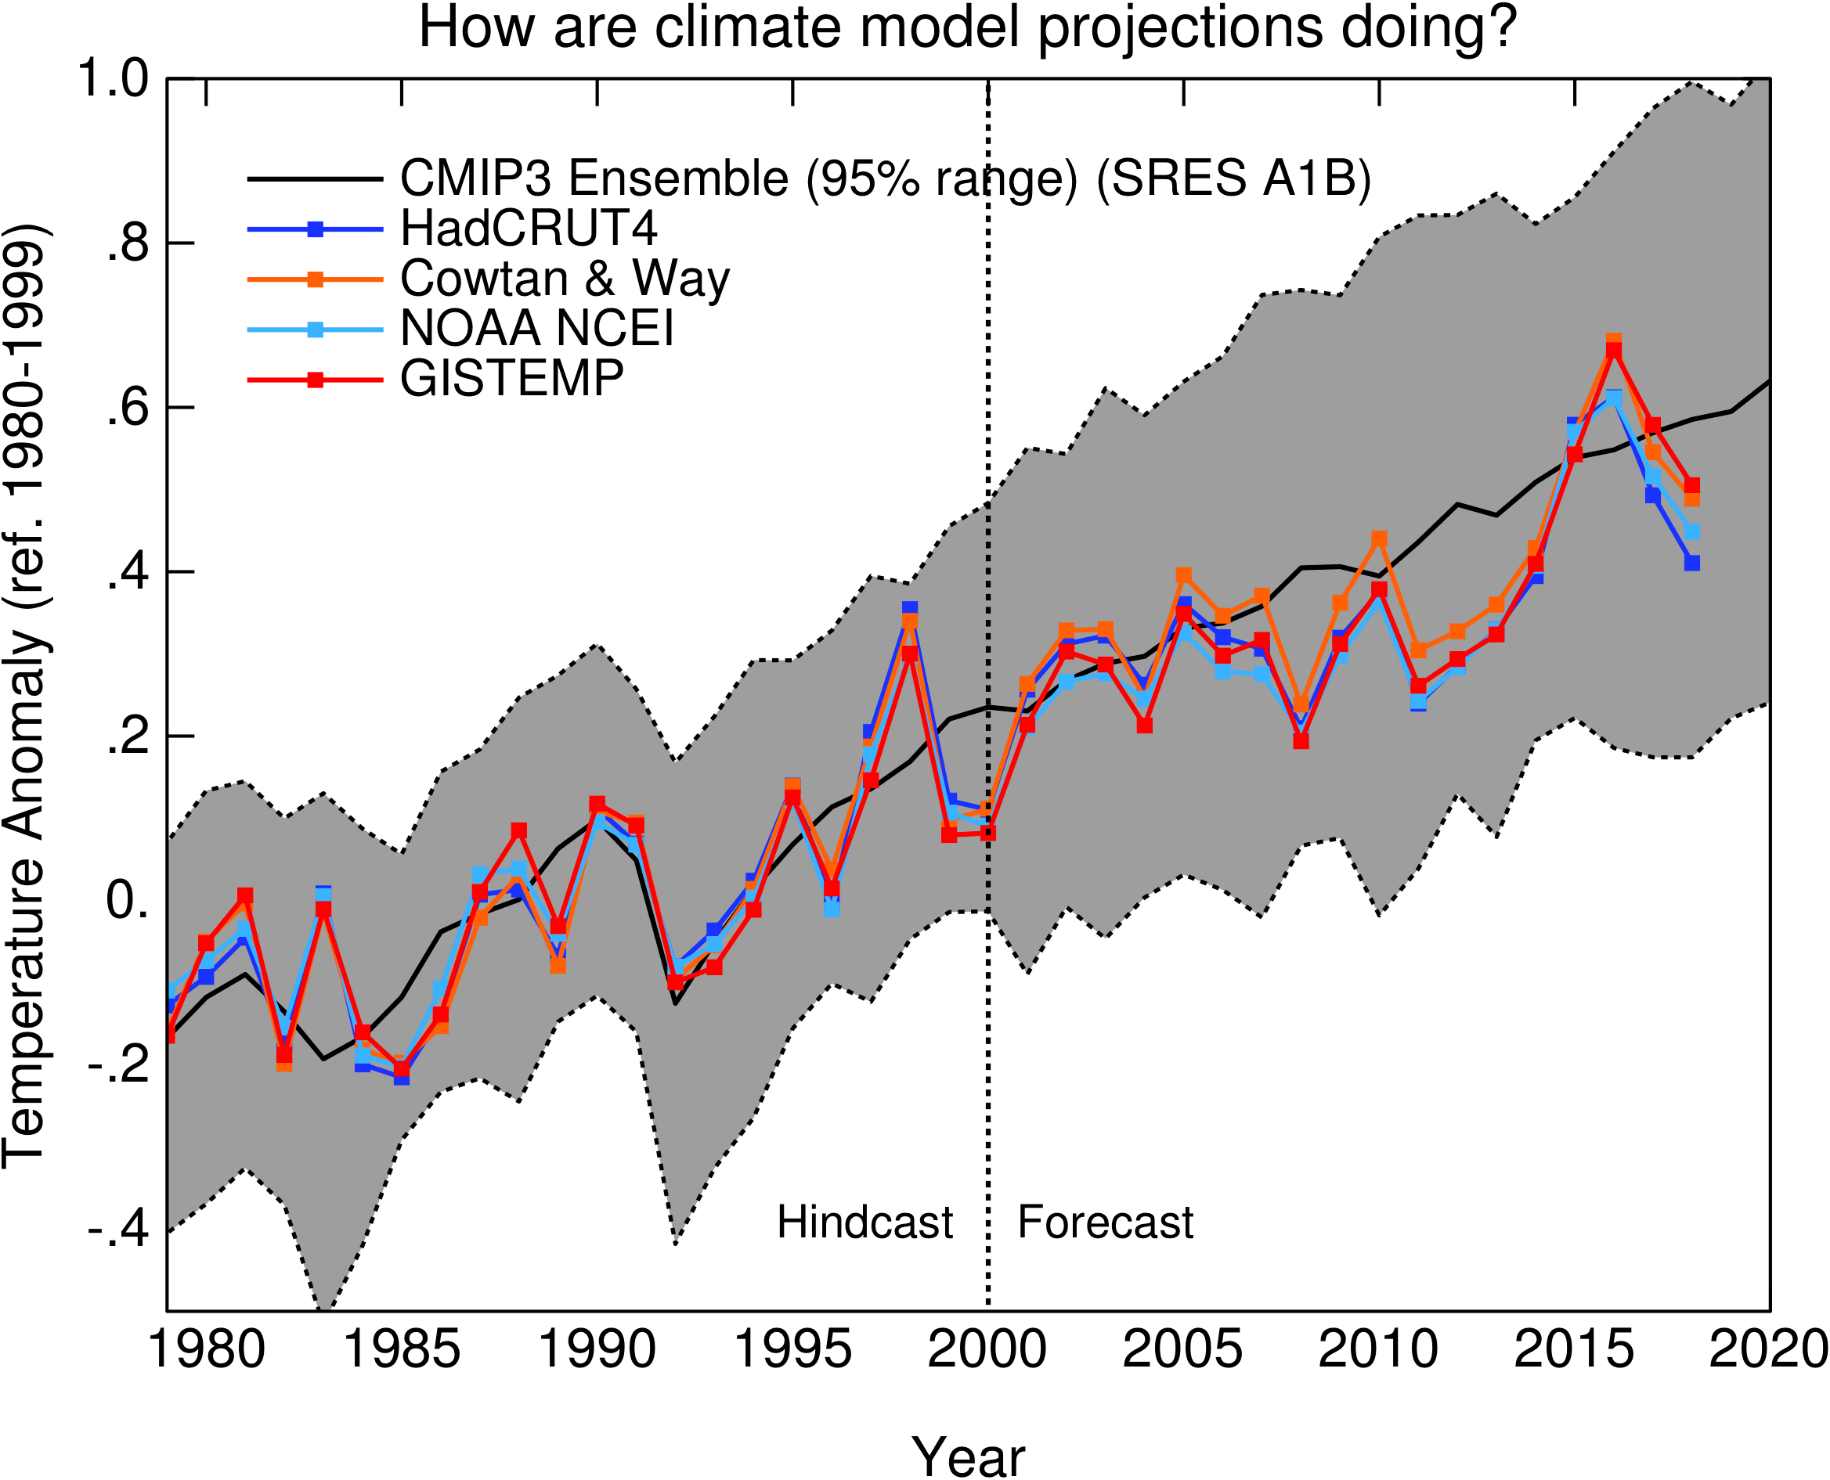 How are climate model projections doing?
1.0
.8
.6
.4
.2
0.
-.2
-.4
Temperature Anomaly (ref. 1980-1999)
CMIP3 Ensemble (95% range) (SRES A1B)
HadCRUT4
Cowtan & Way
NOAA NCEI
GISTEMP
Hindcast Forecast
1980 1985 1990 1995 2000 2005 2010 2015 2020
Year